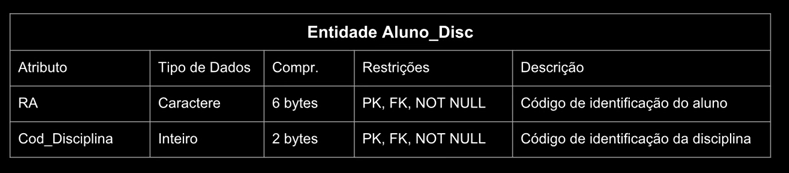 Entidade Aluno_Disc
Atributo Tipo de Dados Compr. Restrições Descrição
RA Caractere 6 bytes PK, FK, NOT NULL Código de identificação do aluno
Cod_Disciplina Inteiro 2 bytes PK, FK, NOT NULL Código de identificação da disciplina